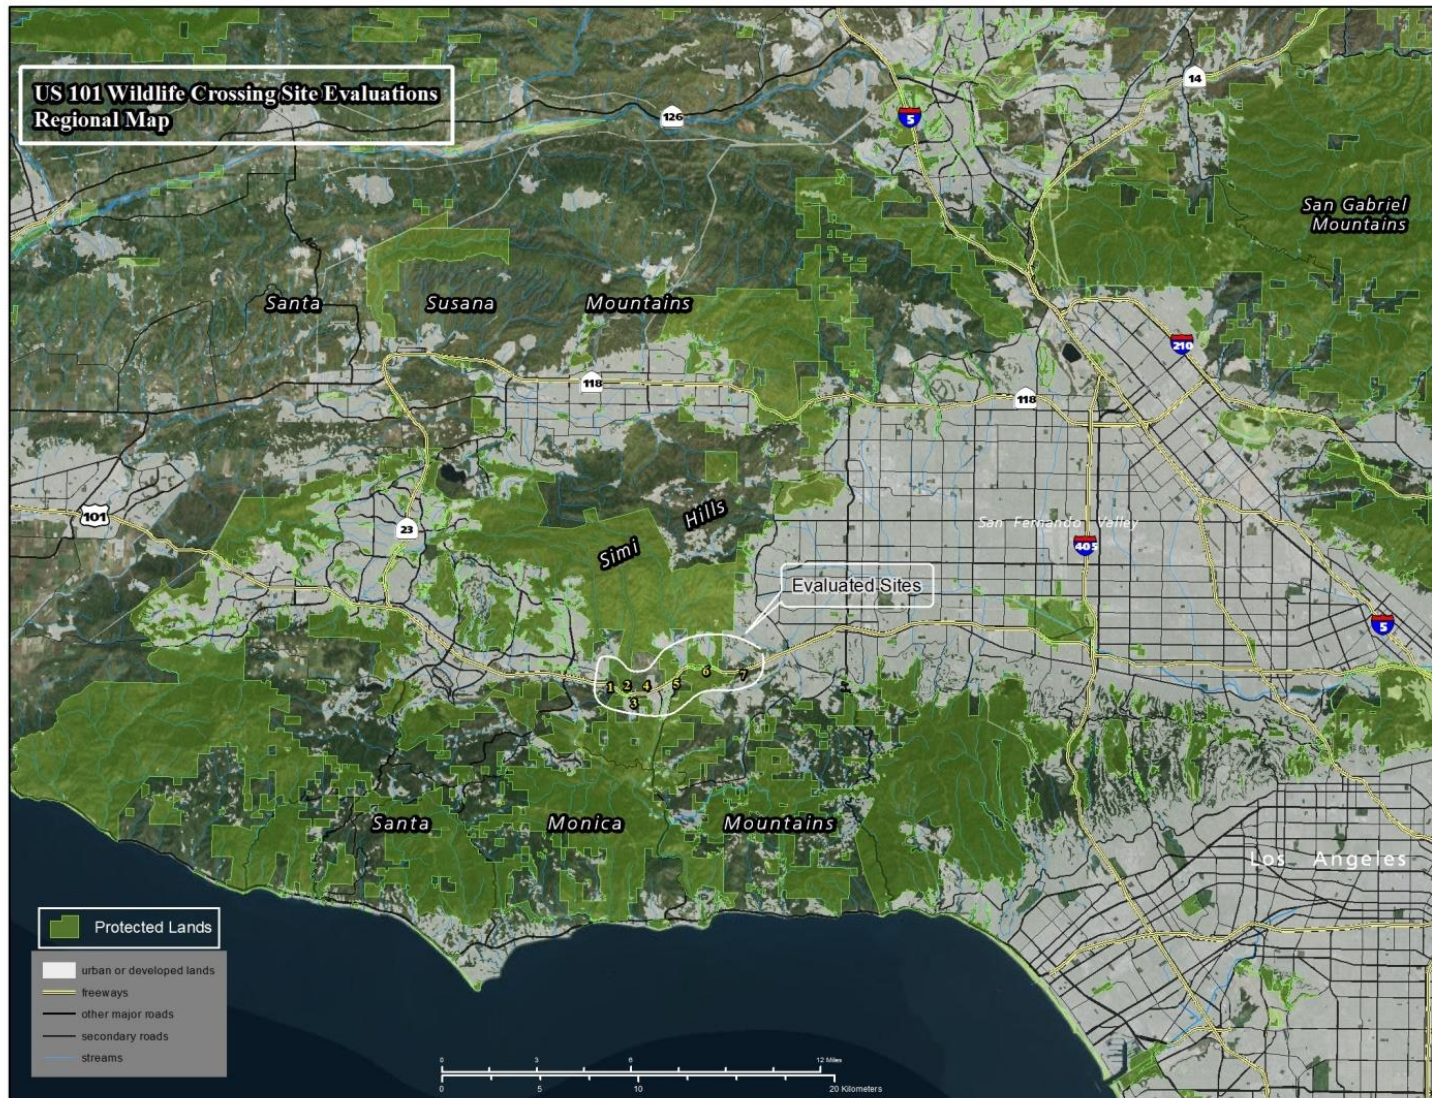 US 101 Wildlife Crossing Site Evaluations
Regional Map
14
5
126
San Gabriel
Mountains
Santa Susana Mountains
210
118
118
101
23
Simi Hills
San Fernando Valley
405
Evaluated Sites
5
1 2 4 5 6 7
3
Santa Monica Mountains
Los Angeles
Protected Lands
urban or developed lands
freeways
other major roads
secondary roads
streams
0 3 6 12 Miles
0 5 10 20 Kilometers